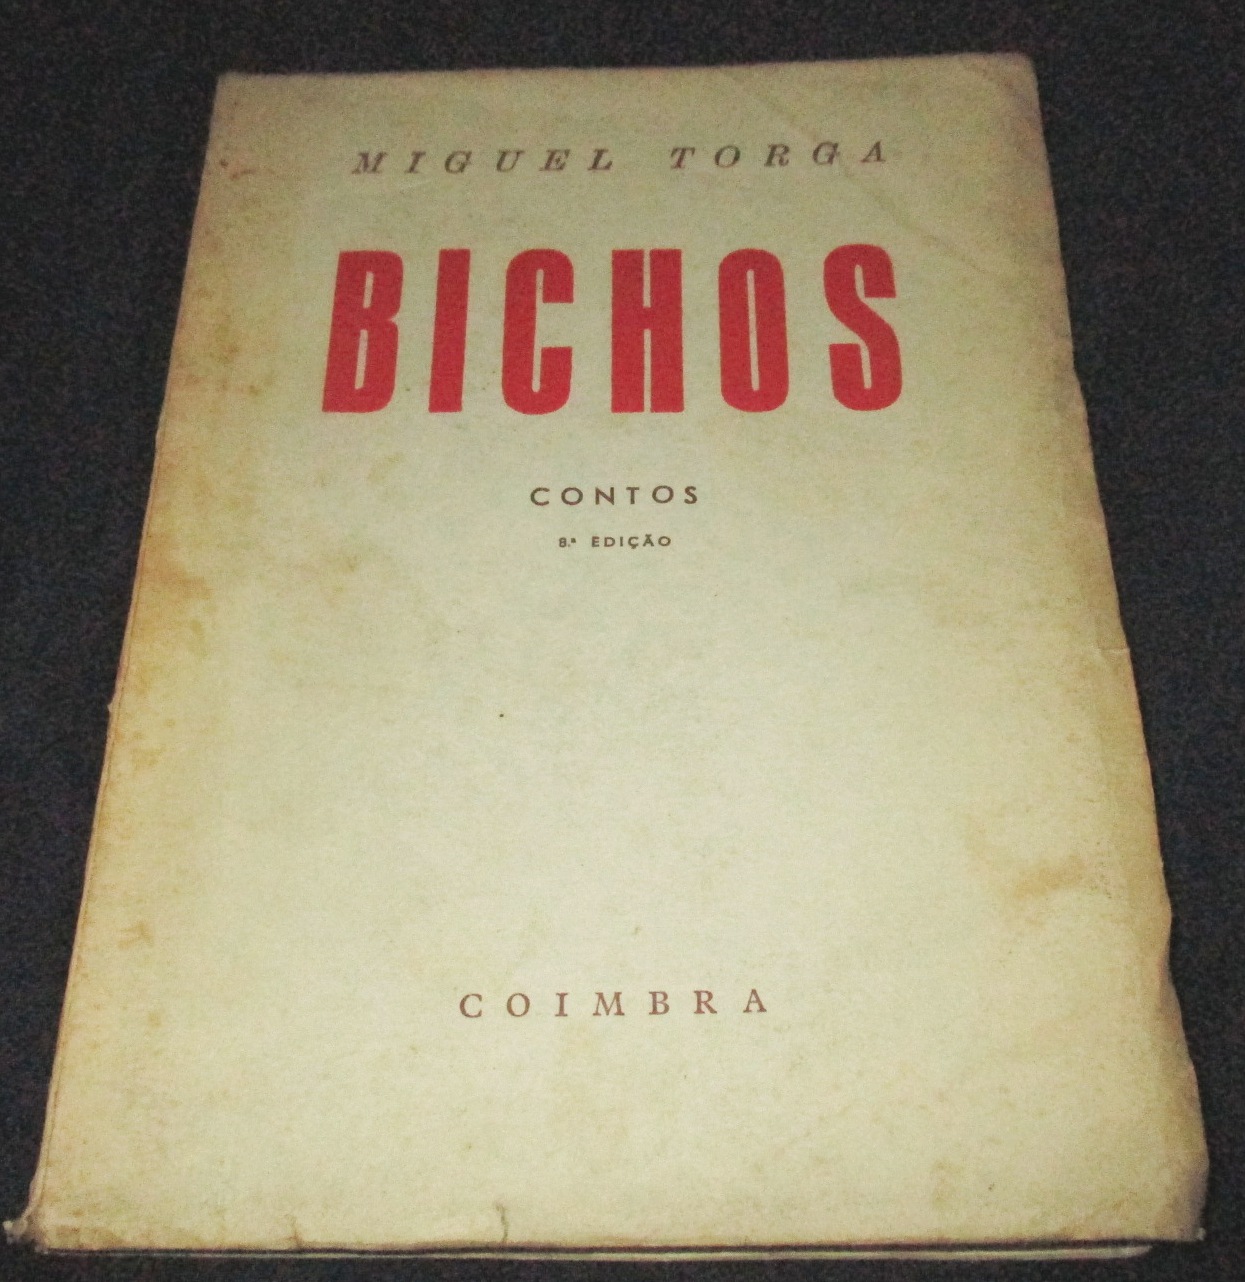 MIGUEL TORGA
BICHOS
CONTOS
8.ª EDIÇÃO
COIMBRA